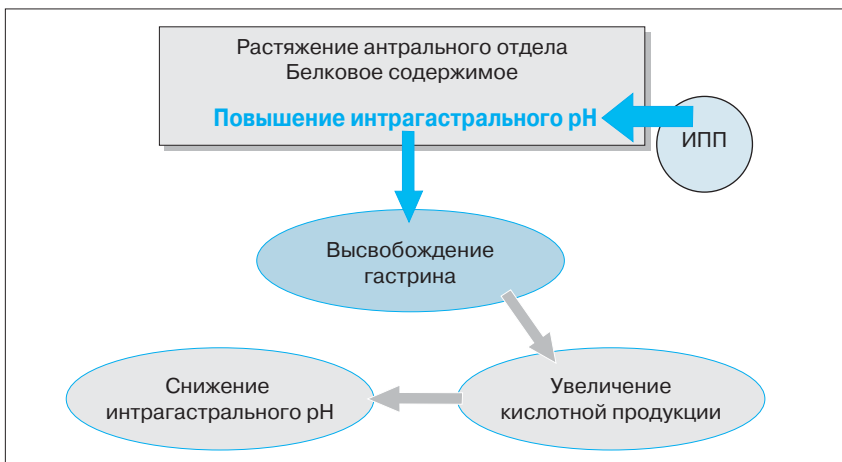 Растяжение антрального отдела
Белковое содержимое
Повышение интрагастрального pH
ИПП
Высвобождение
гастрина
Снижение
интрагастрального pH
Увеличение
кислотной продукции